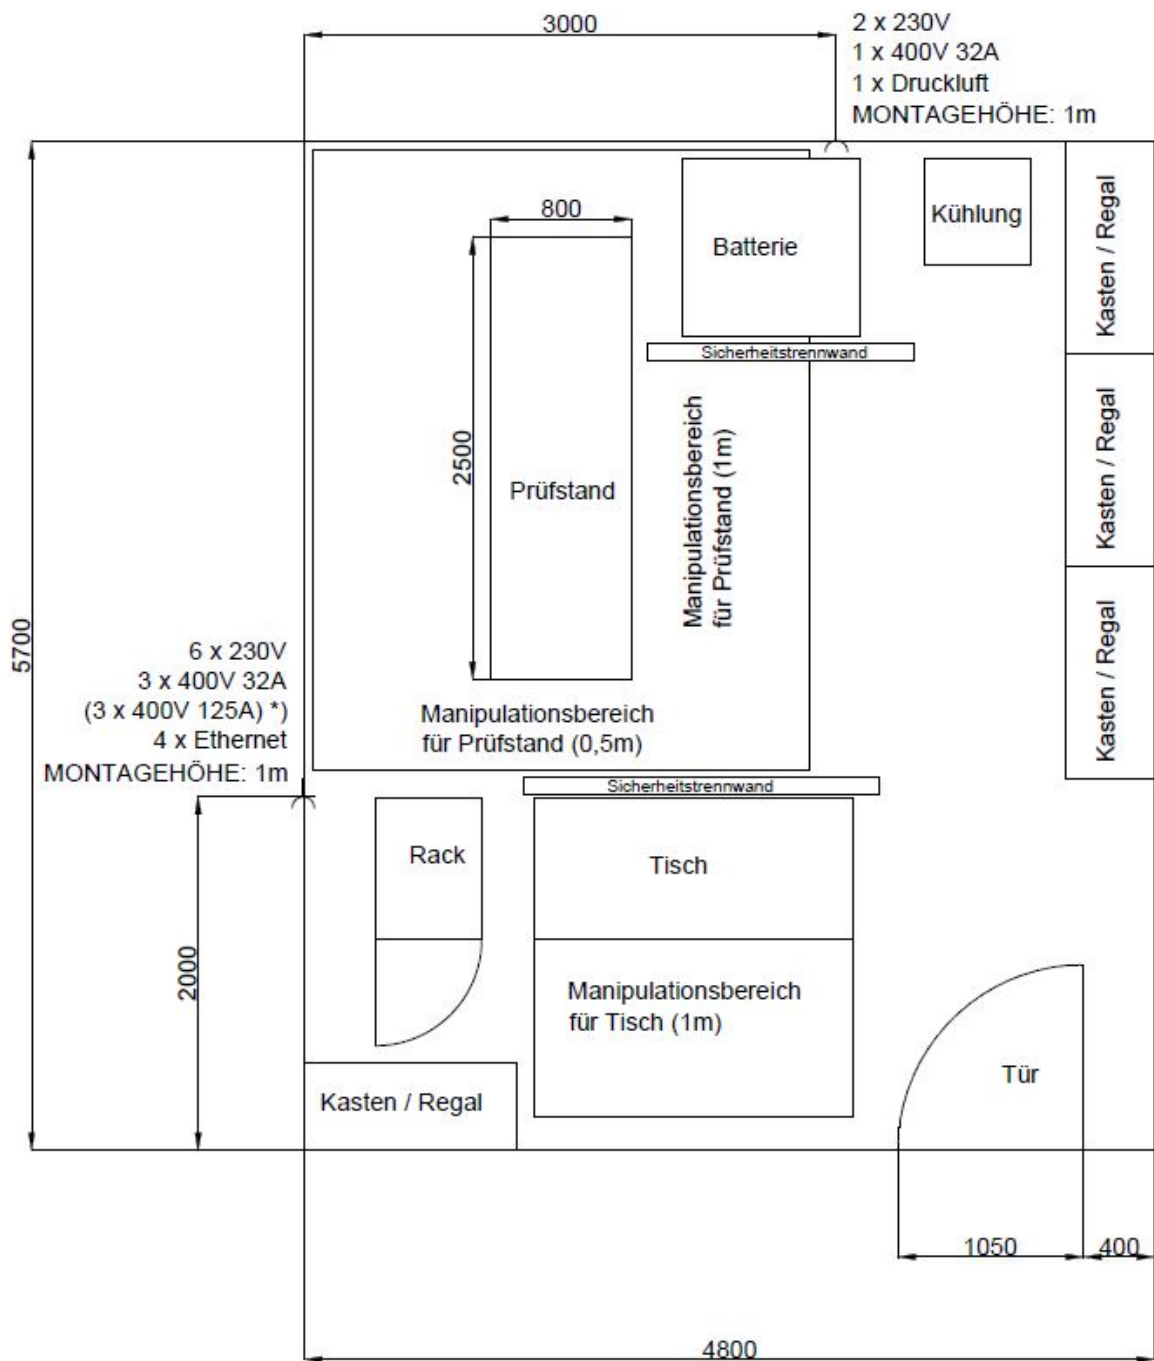 3000
2 x 230V
1 x 400V 32A
1 x Druckluft
MONTAGEHÖHE: 1m
800
Batterie
Kühlung
Kasten / Regal
Sicherheitstrennwand
2500
Prüfstand
Manipulationsbereich
für Prüfstand (1m)
Kasten / Regal
5700
6 x 230V
3 x 400V 32A
(3 x 400V 125A) *)
4 x Ethernet
MONTAGEHÖHE: 1m
Manipulationsbereich
für Prüfstand (0,5m)
Kasten / Regal
Sicherheitstrennwand
Rack
Tisch
2000
Manipulationsbereich
für Tisch (1m)
Tür
Kasten / Regal
1050
400
4800